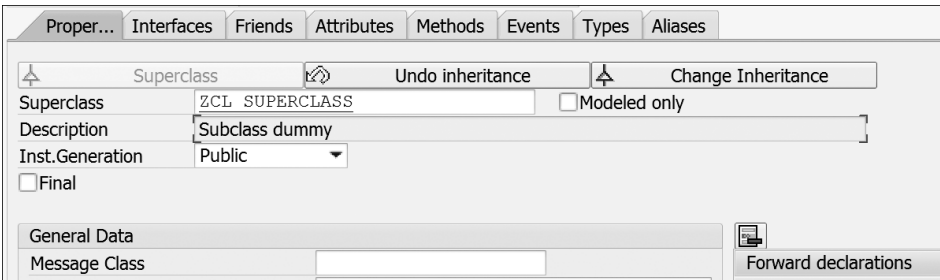 Proper... Interfaces Friends Attributes Methods Events Types Aliases
Superclass Undo inheritance Change Inheritance
Superclass ZCL SUPERCLASS Modeled only
Description Subclass dummy
Inst.Generation Public
Final
General Data
Message Class Forward declarations